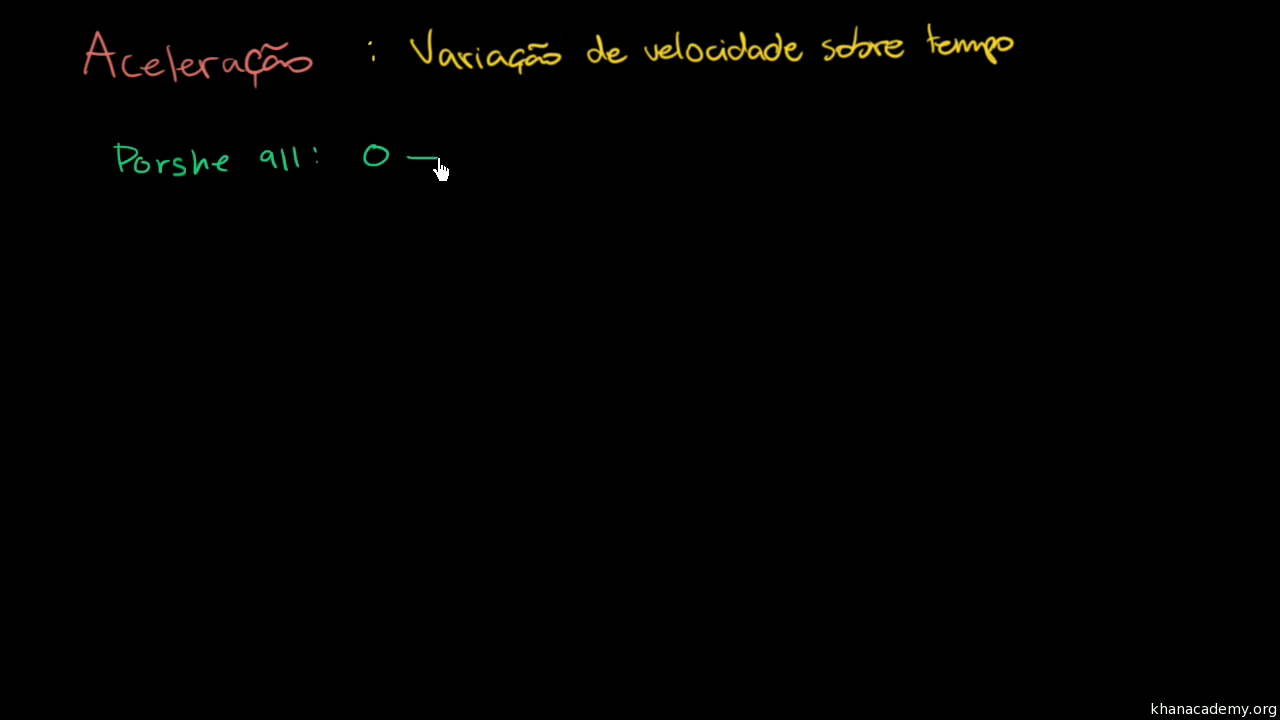 Aceleração : Variação de velocidade sobre tempo
Porshe 911: 0 —
khanacademy.org